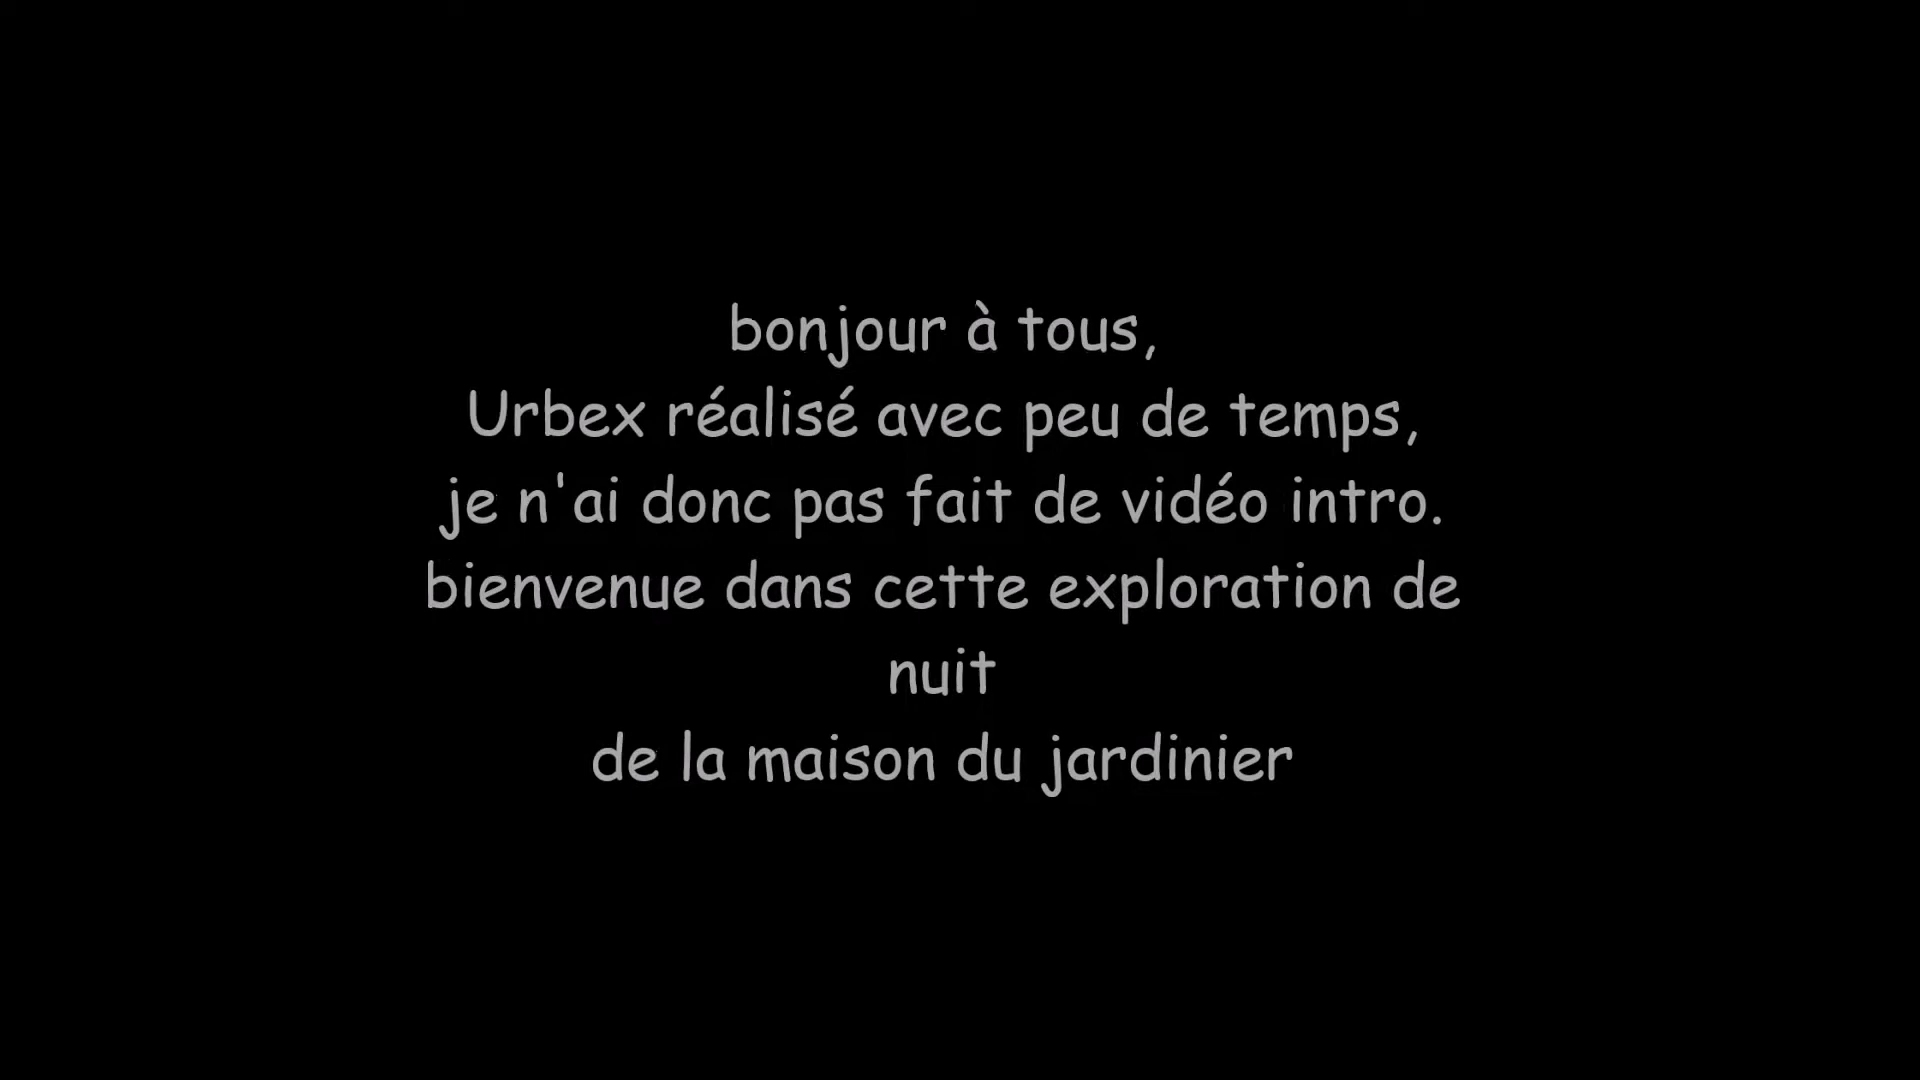 bonjour à tous,
Urbex réalisé avec peu de temps,
je n'ai donc pas fait de vidéo intro.
bienvenue dans cette exploration de
nuit
de la maison du jardinier